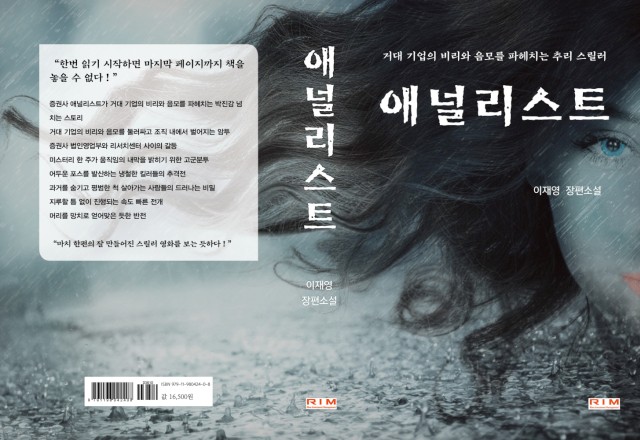 “한번 읽기 시작하면 마지막 페이지까지 책을
놓을 수 없다!”
증권사 애널리스트가 거대 기업의 비리와 음모를 파헤치는 박진감 넘
치는 스토리
거대 기업의 비리와 음모를 둘러싸고 조직 내에서 벌어지는 암투
증권사 법인영업부와 리서치센터 사이의 갈등
미스터리 한 주가 움직임의 내막을 밝히기 위한 고군분투
어두운 포스를 발산하는 냉철한 킬러들의 추격전
과거를 숨기고 평범한 척 살아가는 사람들의 드러나는 비밀
지루할 틈 없이 진행되는 속도 빠른 전개
머리를 망치로 얻어맞은 듯한 반전
“마치 한편의 잘 만들어진 스릴러 영화를 보는 듯하다!”
값 16,500원
애널리스트
이재영
장편소설
RIM
거대 기업의 비리와 음모를 파헤치는 추리 스릴러
애널리스트
이재영 장편소설
RIM